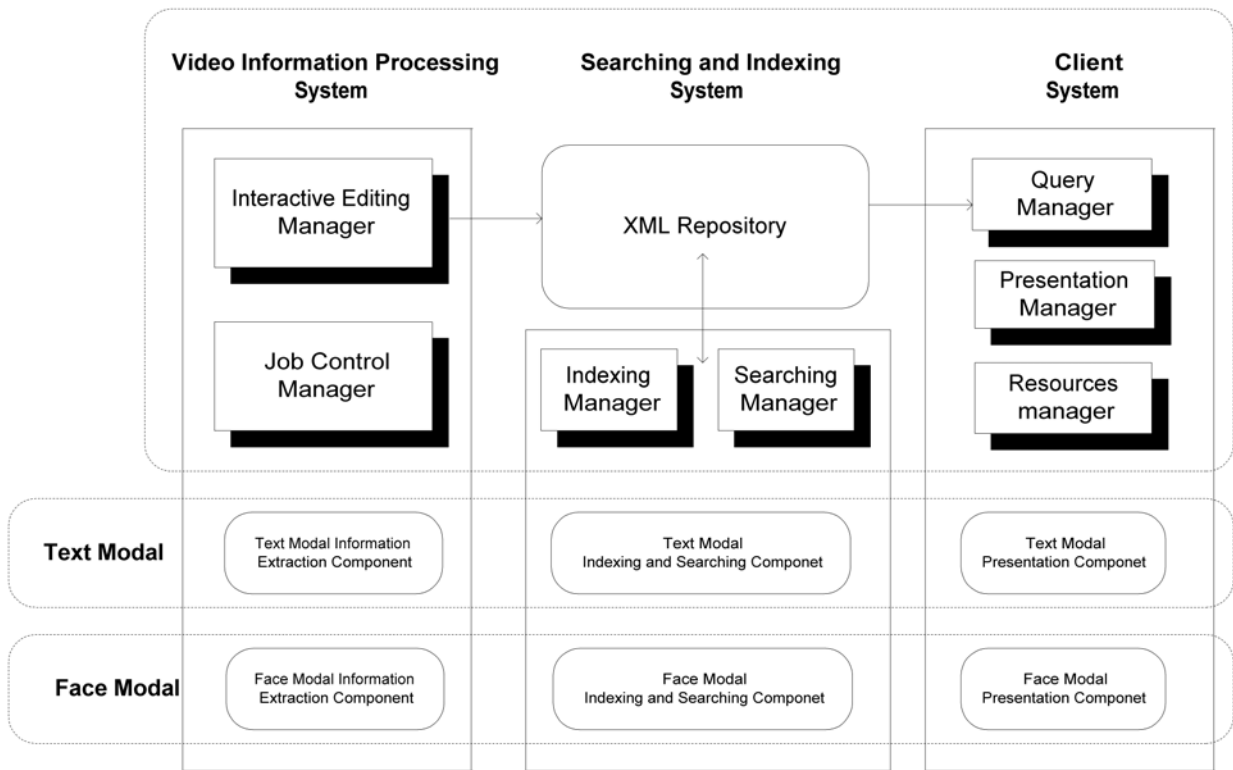 Video Information Processing
System
Searching and Indexing
System
Client
System
Interactive Editing
Manager
XML Repository
Query
Manager
Presentation
Manager
Job Control
Manager
Indexing
Manager
Searching
Manager
Resources
manager
Text Modal
Text Modal Information
Extraction Component
Text Modal
Indexing and Searching Componet
Text Modal
Presentation Componet
Face Modal
Face Modal Information
Extraction Component
Face Modal
Indexing and Searching Componet
Face Modal
Presentation Componet